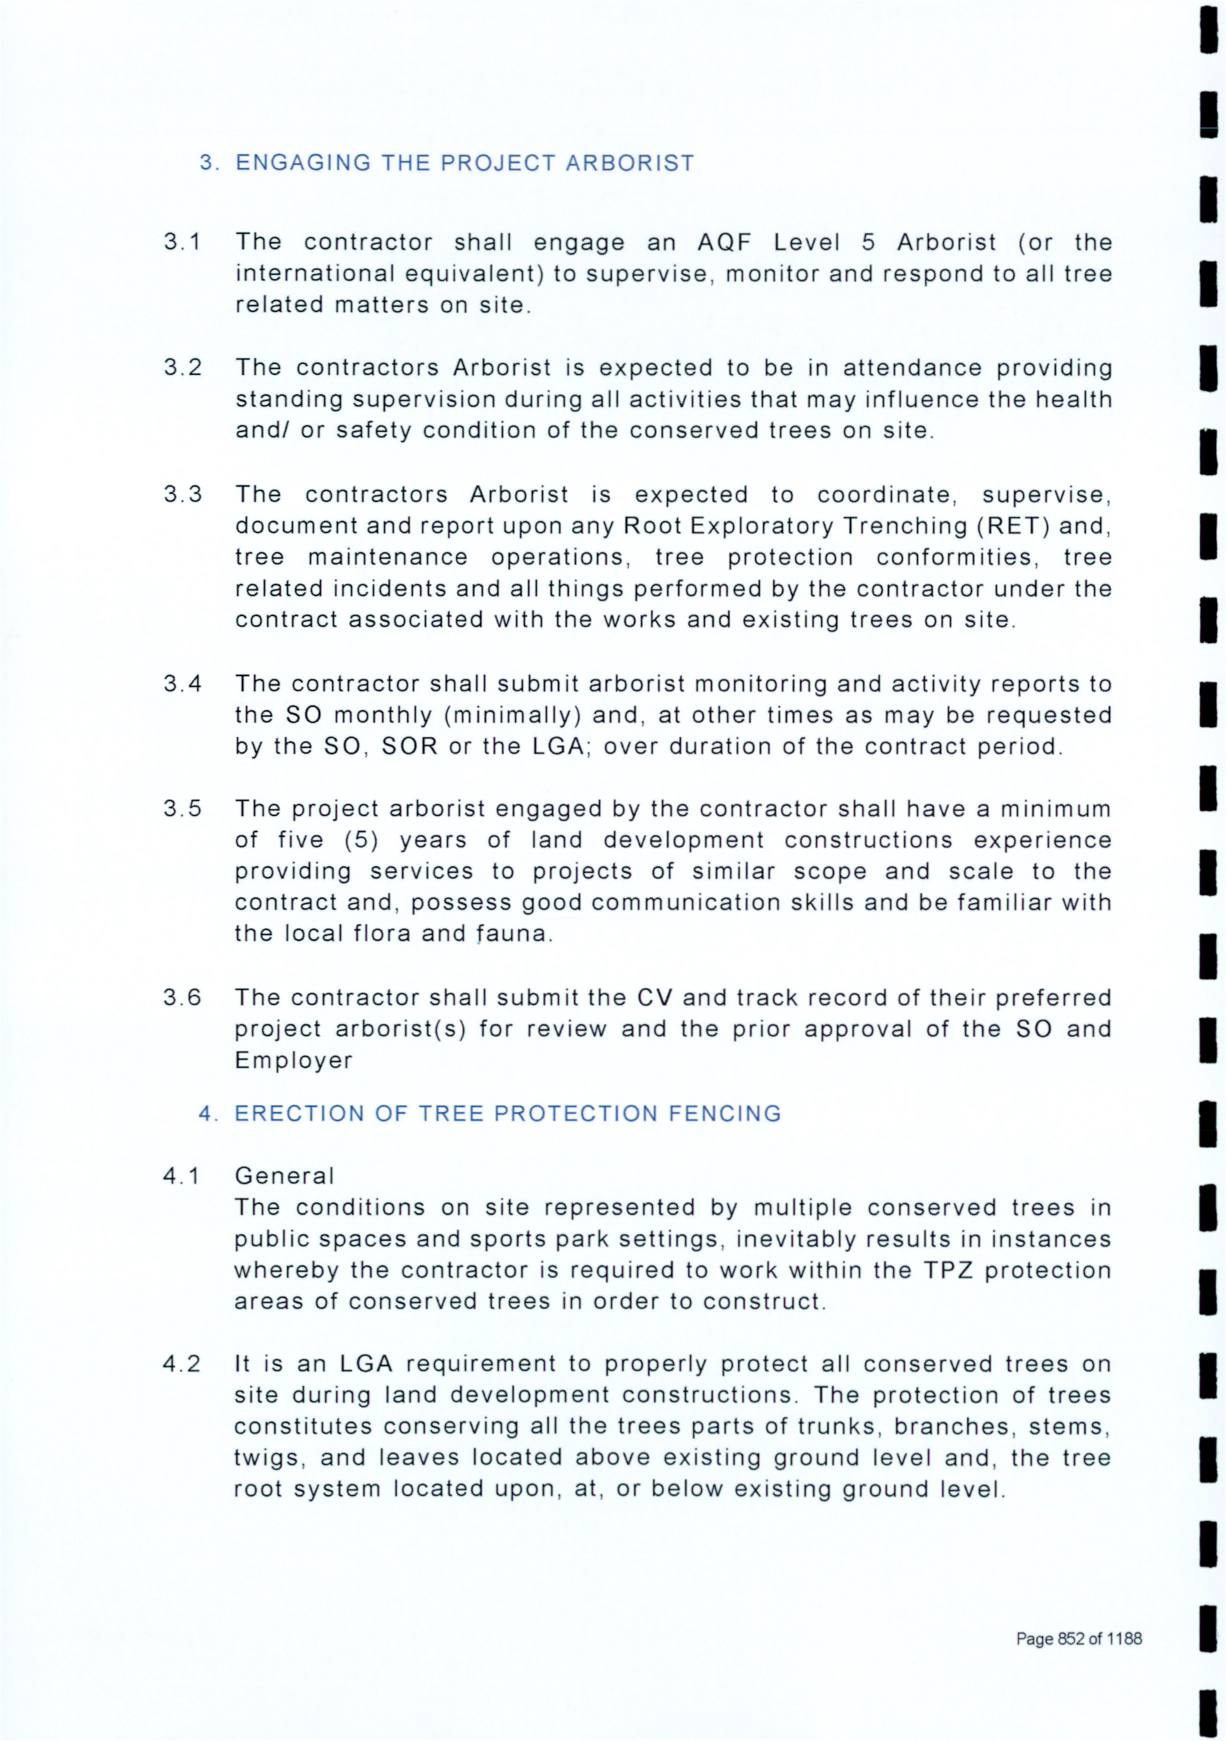 3. ENGAGING THE PROJECT ARBORIST
3.1 The contractor shall engage an AQF Level 5 Arborist (or the
international equivalent) to supervise, monitor and respond to all tree
related matters on site.
3.2 The contractors Arborist is expected to be in attendance providing
standing supervision during all activities that may influence the health
and/ or safety condition of the conserved trees on site.
3.3 The contractors Arborist is expected to coordinate, supervise,
document and report upon any Root Exploratory Trenching (RET) and,
tree maintenance operations, tree protection conformities, tree
related incidents and all things performed by the contractor under the
contract associated with the works and existing trees on site.
3.4 The contractor shall submit arborist monitoring and activity reports to
the SO monthly (minimally) and, at other times as may be requested
by the SO, SOR or the LGA; over duration of the contract period.
3.5 The project arborist engaged by the contractor shall have a minimum
of five (5) years of land development constructions experience
providing services to projects of similar scope and scale to the
contract and, possess good communication skills and be familiar with
the local flora and fauna.
3.6 The contractor shall submit the CV and track record of their preferred
project arborist(s) for review and the prior approval of the SO and
Employer
4. ERECTION OF TREE PROTECTION FENCING
4.1 General
The conditions on site represented by multiple conserved trees in
public spaces and sports park settings, inevitably results in instances
whereby the contractor is required to work within the TPZ protection
areas of conserved trees in order to construct.
4.2 It is an LGA requirement to properly protect all conserved trees on
site during land development constructions. The protection of trees
constitutes conserving all the trees parts of trunks, branches, stems,
twigs, and leaves located above existing ground level and, the tree
root system located upon, at, or below existing ground level.
Page 852 of 1188